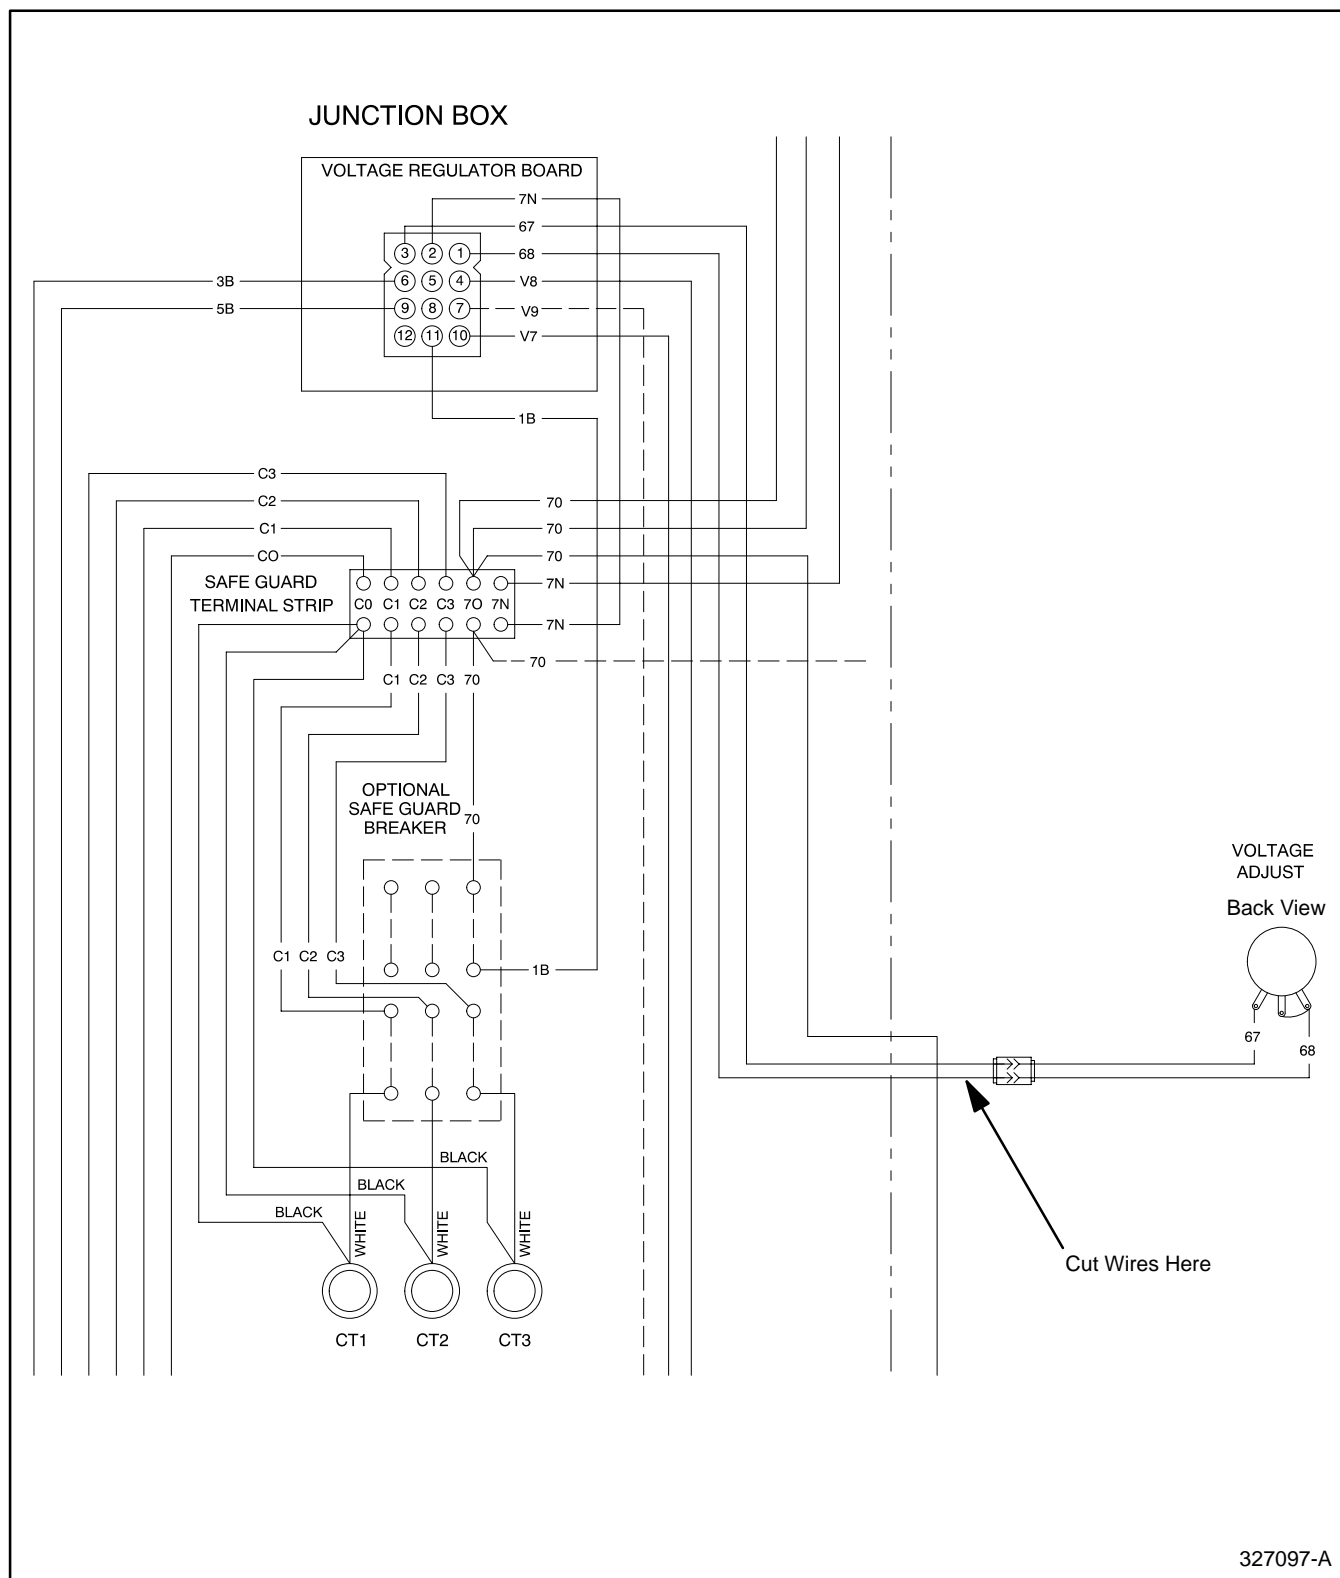 JUNCTION BOX
VOLTAGE REGULATOR BOARD
7N
67
3 2 1 68
3B 6 5 4 V8
5B 9 8 7 V9
12 11 10 V7
1B
C3
C2 70
C1 70
CO 70
SAFE GUARD 7N
TERMINAL STRIP C0 C1 C2 C3 7O 7N
7N
70
C1 C2 C3 70
OPTIONAL
SAFE GUARD
BREAKER
70
VOLTAGE
ADJUST
Back View
C1 C2 C3
1B
67
68
BLACK
BLACK
BLACK
WHITE WHITE WHITE
Cut Wires Here
CT1 CT2 CT3
327097-A